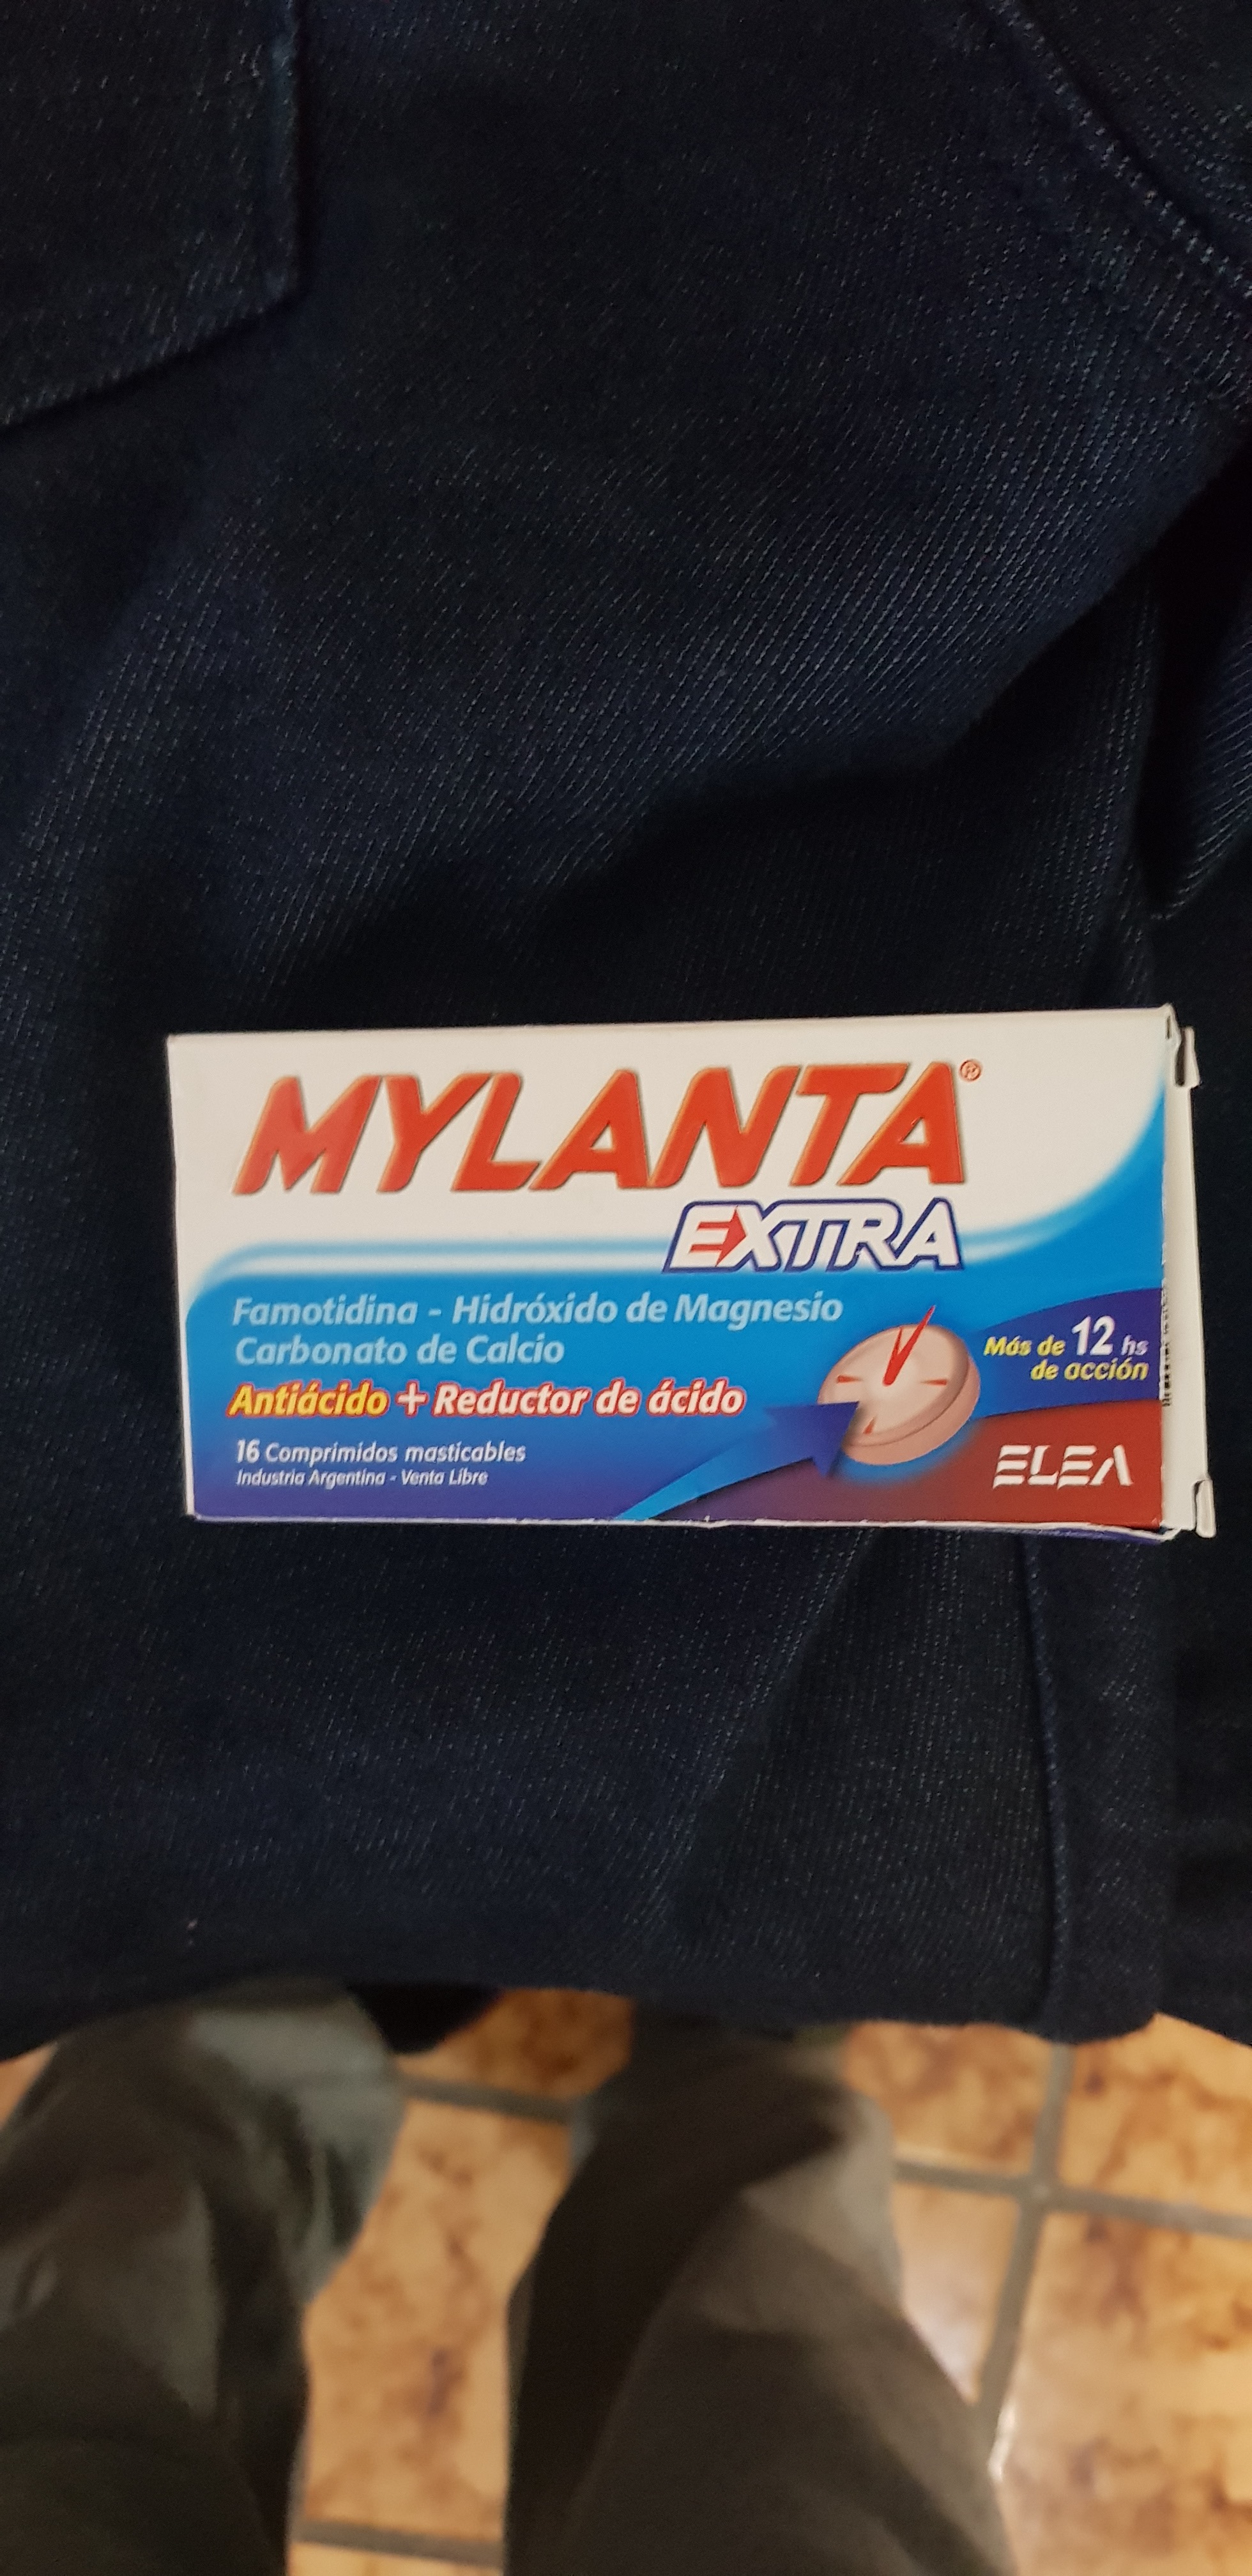 MYLANTA®
EXTRA
Famotidina - Hidróxido de Magnesio
Carbonato de Calcio
Antiácido + Reductor de ácido
16 Comprimidos masticables
Industria Argentina - Venta Libre
Más de 12 hs
de acción
ELEA